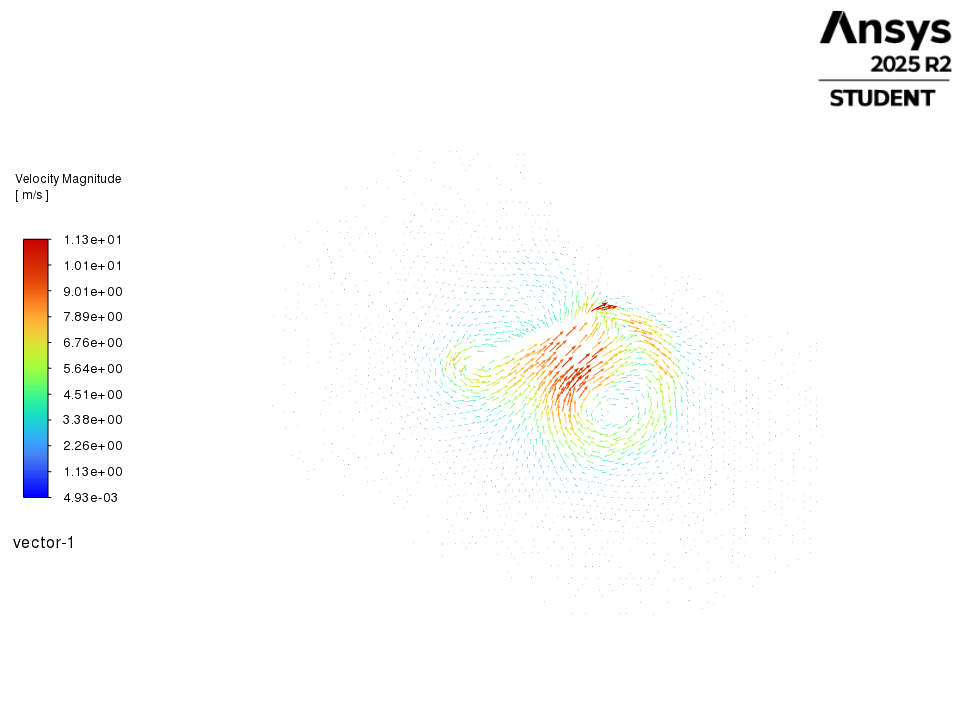 Ansys
2025 R2
STUDENT
Velocity Magnitude
[ m/s ]
1.13e+01
1.01e+01
9.01e+00
7.89e+00
6.76e+00
5.64e+00
4.51e+00
3.38e+00
2.26e+00
1.13e+00
4.93e-03
vector-1